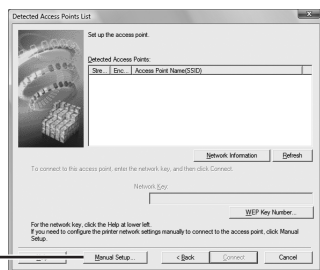 Detected Access Points List
Set up the access point.
Detected Access Points:
Stre... Enc... Access Point Name(SSID)
Network Information Refresh
To connect to this access point, enter the network key, and then click Connect.
Network Key:
WEP Key Number...
For the network key, click the Help at lower left.
If you need to configure the printer network settings manually to connect to the access point, click Manual
Setup.
Manual Setup... < Back Connect Cancel